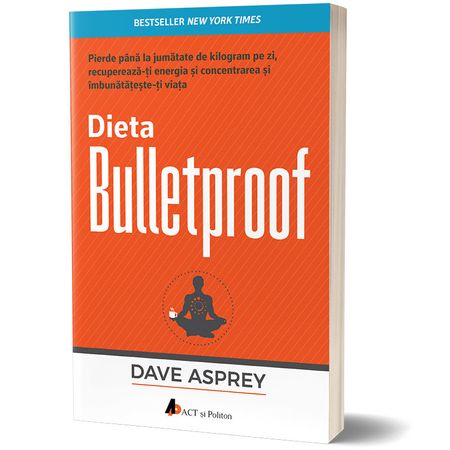 BESTSELLER NEW YORK TIMES
Pierde până la jumătate de kilogram pe zi,
recuperează-ți energia și concentrarea și
îmbunătățește-ți viața
Dieta
Bulletproof
DAVE ASPREY
ACT și Politon